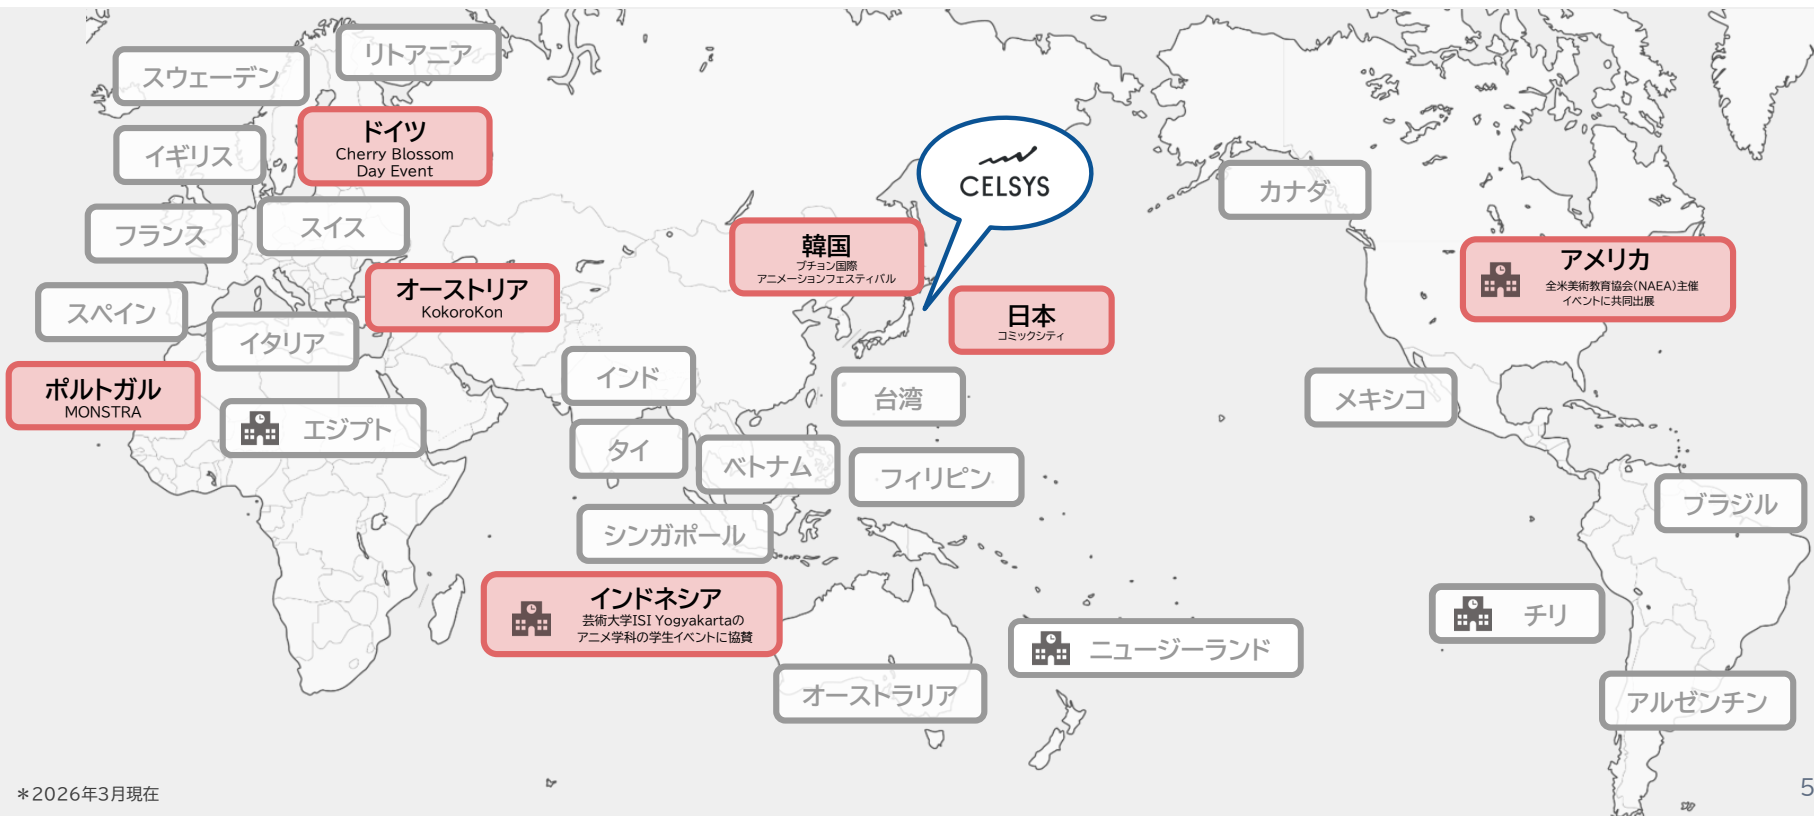 リトアニア
スウェーデン
ドイツ
Cherry Blossom
Day Event
イギリス
CELSYS
カナダ
フランス
スイス
韓国
プチョン国際
アニメーションフェスティバル
アメリカ
全米美術教育協会(NAEA)主催
イベントに共同出展
オーストリア
KokoroKon
スペイン
日本
コミックシティ
イタリア
ポルトガル
MONSTRA
インド
台湾
メキシコ
エジプト
タイ
ベトナム
フィリピン
ブラジル
シンガポール
インドネシア
芸術大学ISI Yogyakartaの
アニメ学科の学生イベントに協賛
チリ
ニュージーランド
オーストラリア
アルゼンチン
*2026年3月現在
5